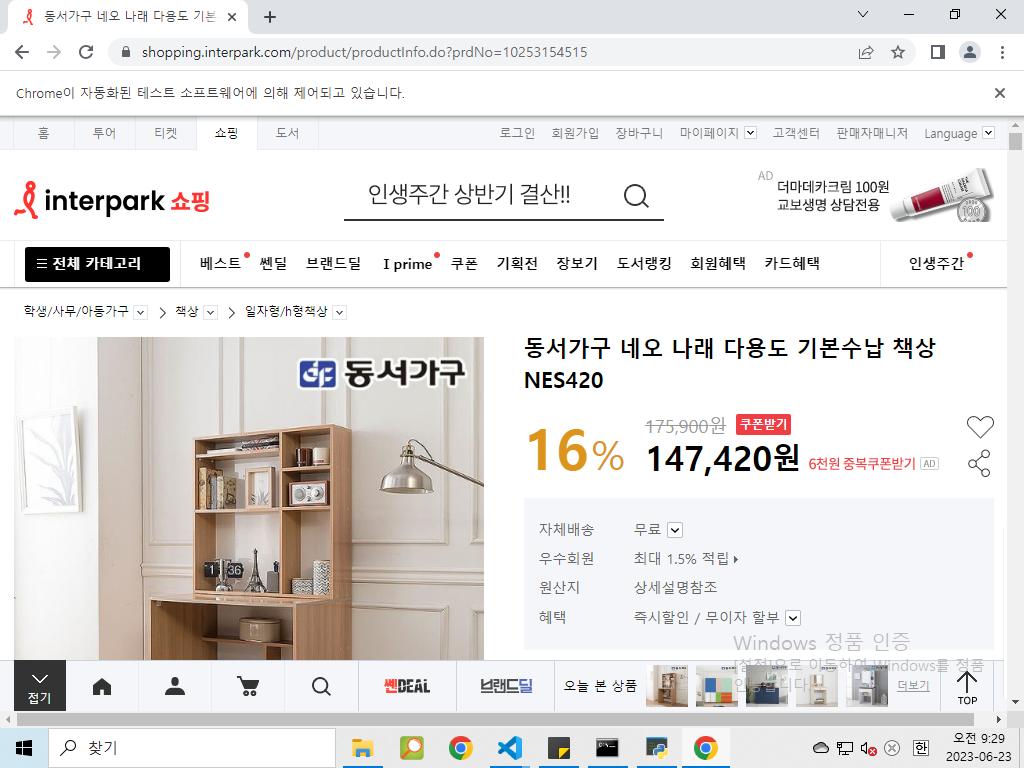 동서가구 네오 나래 다용도 기본
shopping.interpark.com/product/productInfo.do?prdNo=10253154515
Chrome이 자동화된 테스트 소프트웨어에 의해 제어되고 있습니다.
홈 투어 티켓 쇼핑 도서 로그인 회원가입 장바구니 마이페이지 고객센터 판매자매니저 Language
interpark 쇼핑 인생주간 상반기 결산!! AD 더마데카크림 100원
교보생명 상담전용
100
전체 카테고리 베스트 쎈딜 브랜드딜 I prime 쿠폰 기획전 장보기 도서랭킹 회원혜택 카드혜택 인생주간
학생/사무/아동가구 책상 일자형/h형책상
동서가구
동서가구 네오 나래 다용도 기본수납 책상
NES420
16% 175,900원 쿠폰받기
147,420원 6천원 중복쿠폰받기 AD
자체배송 무료
우수회원 최대 1.5% 적립
원산지 상세설명참조
혜택 즉시할인 / 무이자 할부
1 36
Windows 정품 인증
[설정]으로 이동하여 Windows를 정품
인증합니다.
접기 쎈DEAL 브랜드딜 오늘 본 상품 더보기 TOP
찾기 오전 9:29
한 2023-06-23